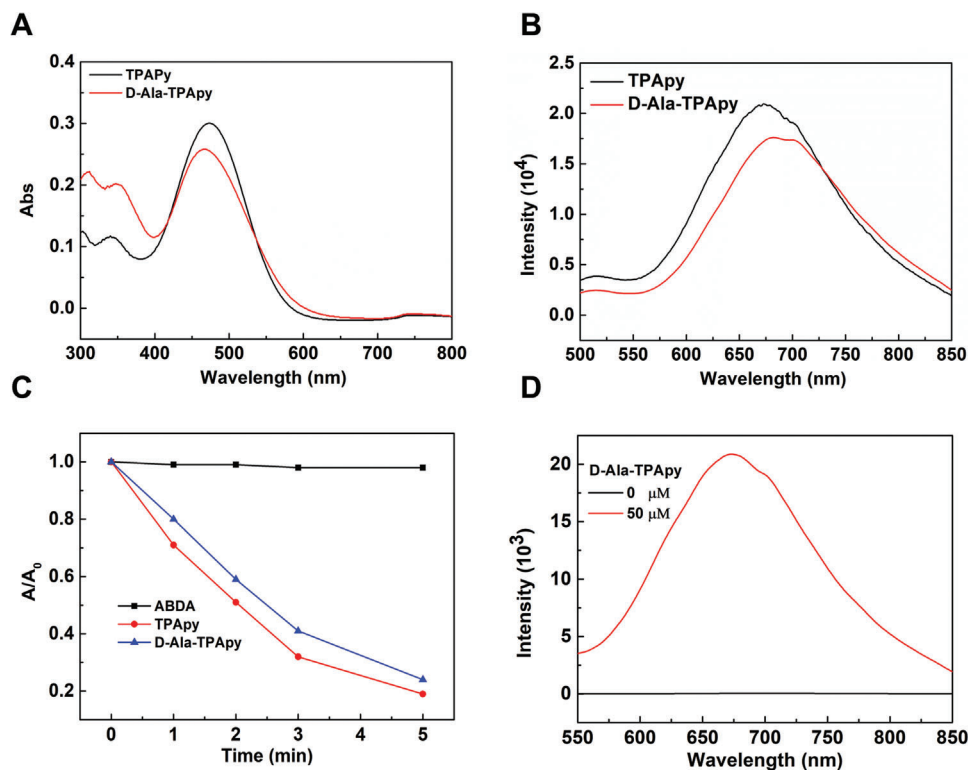 A
TPAPy
D-Ala-TPApy
Abs
0.4
0.3
0.2
0.1
0.0
300 400 500 600 700 800
Wavelength (nm)
B
TPApy
D-Ala-TPApy
Intensity (10⁴)
2.5
2.0
1.5
1.0
0.5
0.0
500 550 600 650 700 750 800 850
Wavelength (nm)
C
A/A₀
1.0
0.8
0.6
0.4
0.2
ABDA
TPApy
D-Ala-TPApy
0 1 2 3 4 5
Time (min)
D
D-Ala-TPApy
0 μM
50 μM
Intensity (10³)
20
15
10
5
0
550 600 650 700 750 800 850
Wavelength (nm)